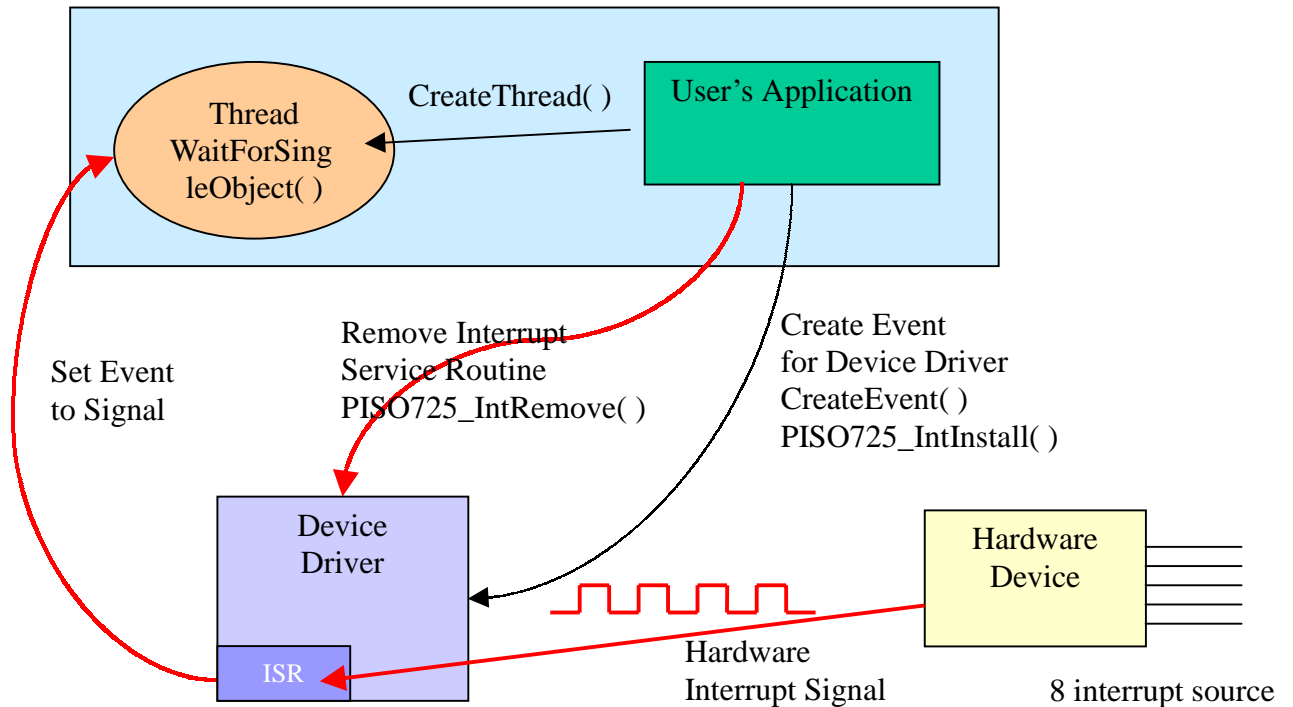 Thread
WaitForSing
leObject( )
CreateThread( )
User’s Application
Set Event
to Signal
Remove Interrupt
Service Routine
PISO725_IntRemove( )
Create Event
for Device Driver
CreateEvent( )
PISO725_IntInstall( )
Device
Driver
ISR
Hardware
Interrupt Signal
Hardware
Device
8 interrupt source